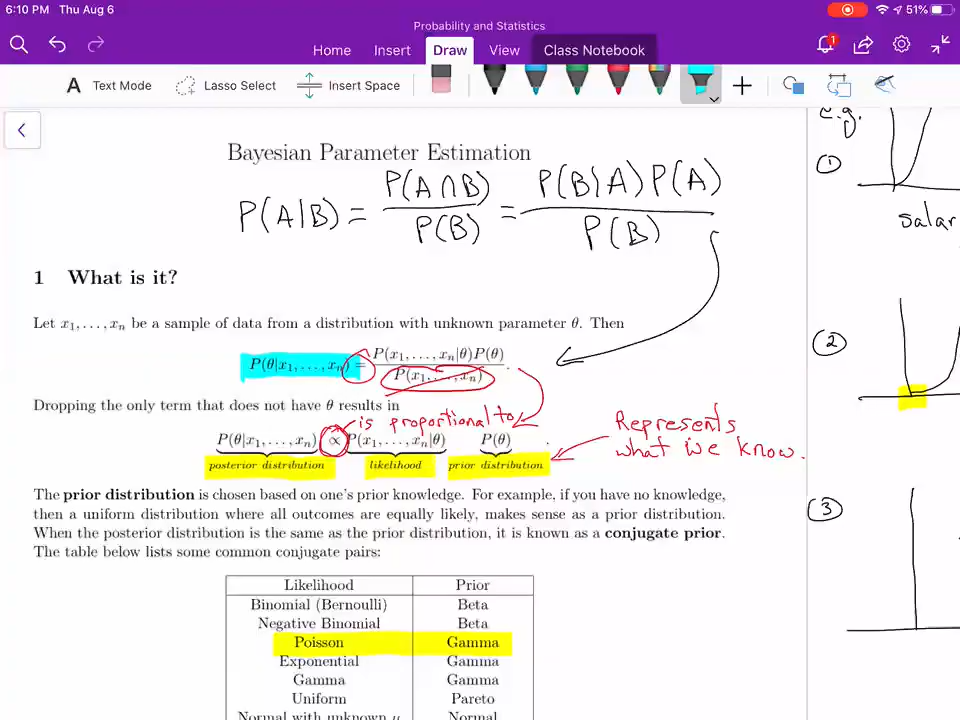 6:10 PM Thu Aug 6
51%
Probability and Statistics
Home Insert Draw View Class Notebook
1
A Text Mode Lasso Select Insert Space
e.g.
Bayesian Parameter Estimation
P(A|B) = P(A∩B) / P(B) = P(B|A) P(A) / P(B)
①
salar
1 What is it?
Let x₁, . . . , xₙ be a sample of data from a distribution with unknown parameter θ. Then
P(θ|x₁, . . . , xₙ) = P(x₁, . . . , xₙ|θ)P(θ) / P(x₁, . . . , xₙ) .
②
Dropping the only term that does not have θ results in
is proportional to
Represents
what we know.
P(θ|x₁, . . . , xₙ) ∝ P(x₁, . . . , xₙ|θ) P(θ) .
posterior distribution likelihood prior distribution
The prior distribution is chosen based on one's prior knowledge. For example, if you have no knowledge,
then a uniform distribution where all outcomes are equally likely, makes sense as a prior distribution.
When the posterior distribution is the same as the prior distribution, it is known as a conjugate prior.
The table below lists some common conjugate pairs:
③
Likelihood Prior
Binomial (Bernoulli) Beta
Negative Binomial Beta
Poisson Gamma
Exponential Gamma
Gamma Gamma
Uniform Pareto
Normal with unknown μ Normal